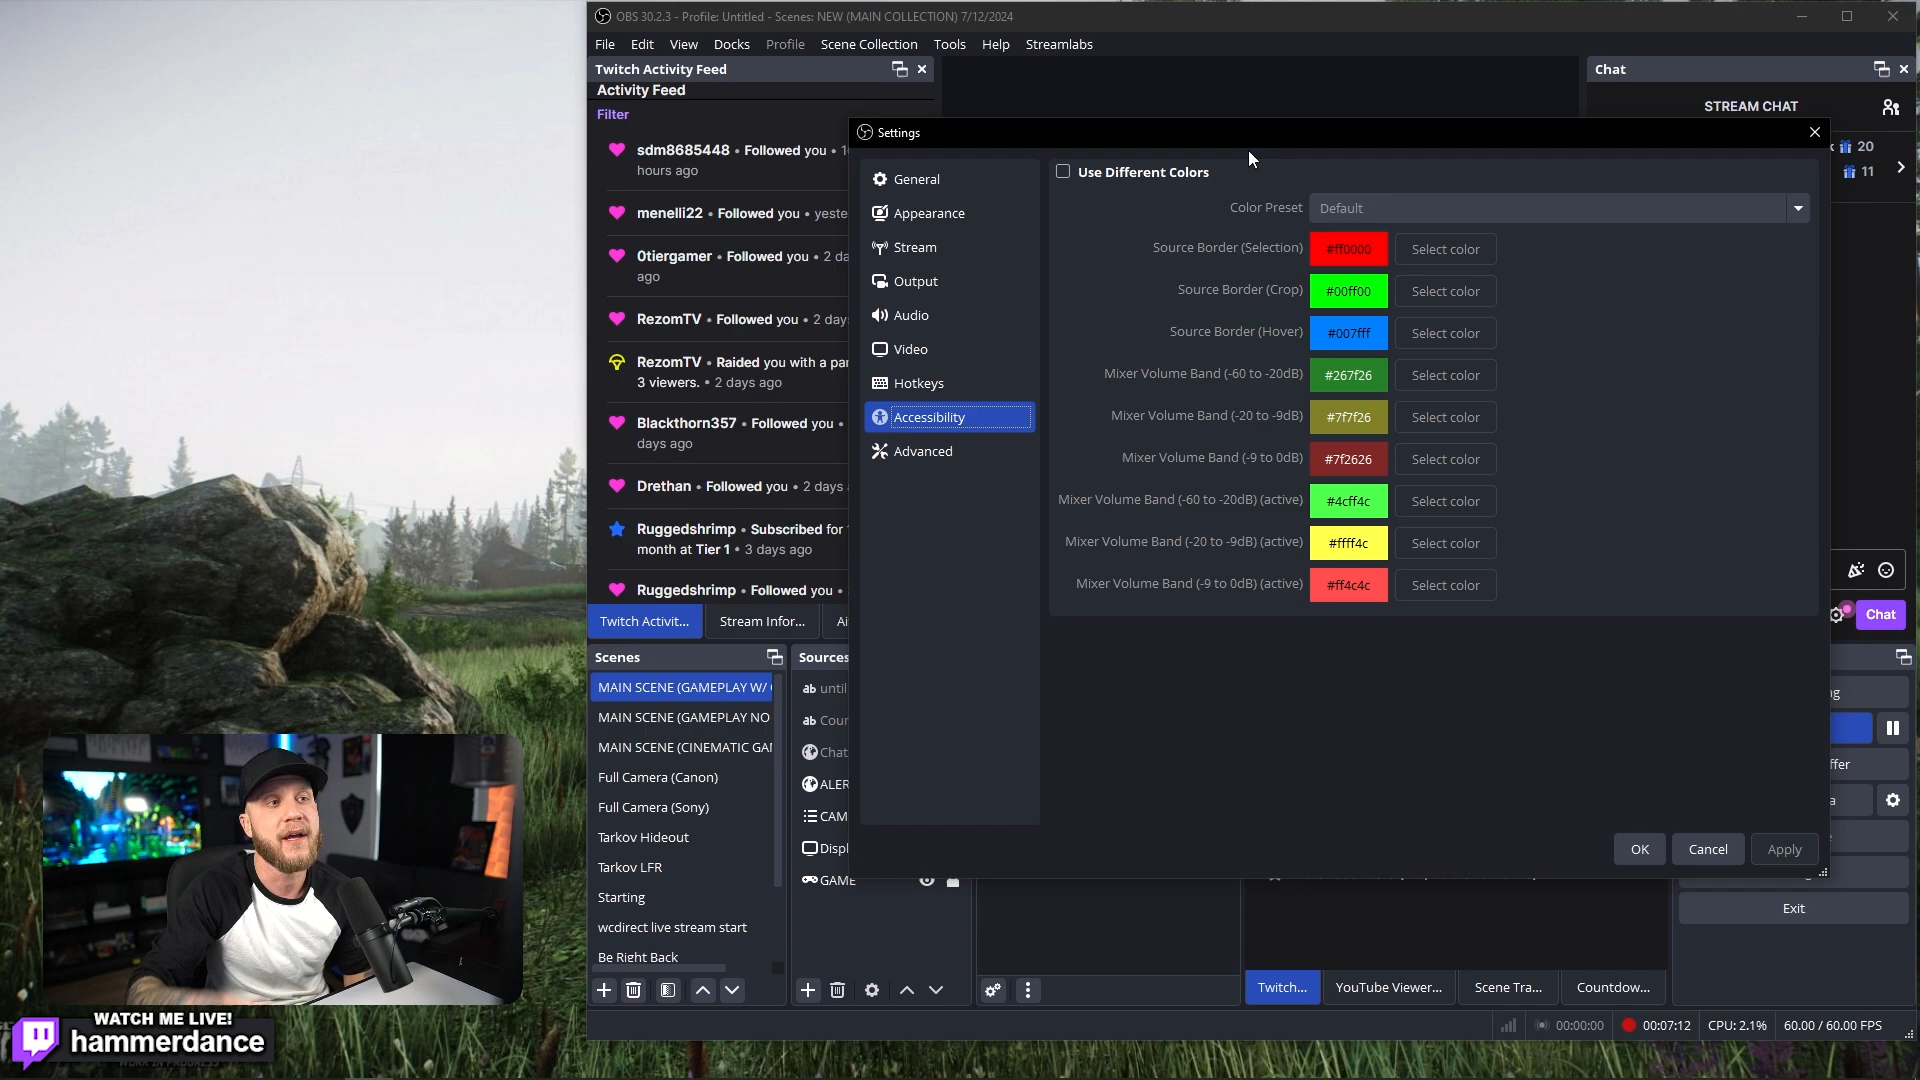 OBS 30.2.3 - Profile: Untitled - Scenes: NEW (MAIN COLLECTION) 7/12/2024
File Edit View Docks Profile Scene Collection Tools Help Streamlabs
Twitch Activity Feed
Activity Feed
Filter
sdm8685448 • Followed you •
hours ago
menelli22 • Followed you •
0tiergamer • Followed you • 2
ago
RezomTV • Followed you • 2
RezomTV • Raided you with a
3 viewers. • 2 days ago
Blackthorn357 • Followed you •
days ago
Drethan • Followed you • 2 days
Ruggedshrimp • Subscribed for
month at Tier 1 • 3 days ago
Ruggedshrimp • Followed you •
Twitch Activit...
Stream Infor...
Chat
STREAM CHAT
20
11
Chat
Settings
General
Appearance
Stream
Output
Audio
Video
Hotkeys
Accessibility
Advanced
Use Different Colors
Color Preset Default
Source Border (Selection) #ff0000 Select color
Source Border (Crop) #00ff00 Select color
Source Border (Hover) #007fff Select color
Mixer Volume Band (-60 to -20dB) #267f26 Select color
Mixer Volume Band (-20 to -9dB) #7f7f26 Select color
Mixer Volume Band (-9 to 0dB) #7f2626 Select color
Mixer Volume Band (-60 to -20dB) (active) #4cff4c Select color
Mixer Volume Band (-20 to -9dB) (active) #ffff4c Select color
Mixer Volume Band (-9 to 0dB) (active) #ff4c4c Select color
OK Cancel Apply
Scenes
MAIN SCENE (GAMEPLAY W/
MAIN SCENE (GAMEPLAY NO
MAIN SCENE (CINEMATIC
Full Camera (Canon)
Full Camera (Sony)
Tarkov Hideout
Tarkov LFR
Starting
wcdirect live stream start
Be Right Back
Sources
ab until
ab
Chat
CAM
GAME
Exit
Twitch...
YouTube Viewer...
Scene Tra...
Countdow...
00:00:00
00:07:12
CPU: 2.1%
60.00 / 60.00 FPS
WATCH ME LIVE!
hammerdance